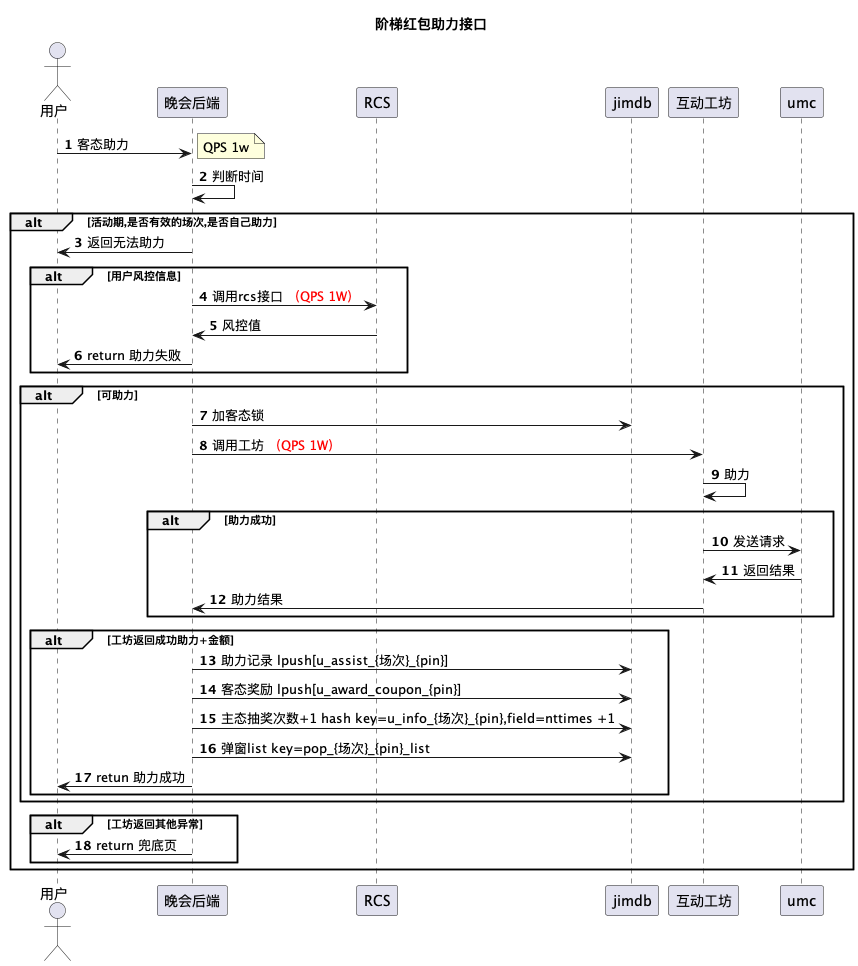 阶梯红包助力接口
用户
晚会后端
RCS
jimdb
互动工坊
umc
1 客态助力
QPS 1w
2 判断时间
alt [活动期,是否有效的场次,是否自己助力]
3 返回无法助力
alt [用户风控信息]
4 调用rcs接口 (QPS 1W)
5 风控值
6 return 助力失败
alt [可助力]
7 加客态锁
8 调用工坊 (QPS 1W)
9 助力
alt [助力成功]
10 发送请求
11 返回结果
12 助力结果
alt [工坊返回成功助力+金额]
13 助力记录 lpush[u_assist_{场次}_{pin}]
14 客态奖励 lpush[u_award_coupon_{pin}]
15 主态抽奖次数+1 hash key=u_info_{场次}_{pin},field=nttimes +1
16 弹窗list key=pop_{场次}_{pin}_list
17 retun 助力成功
alt [工坊返回其他异常]
18 return 兜底页
用户
晚会后端
RCS
jimdb
互动工坊
umc